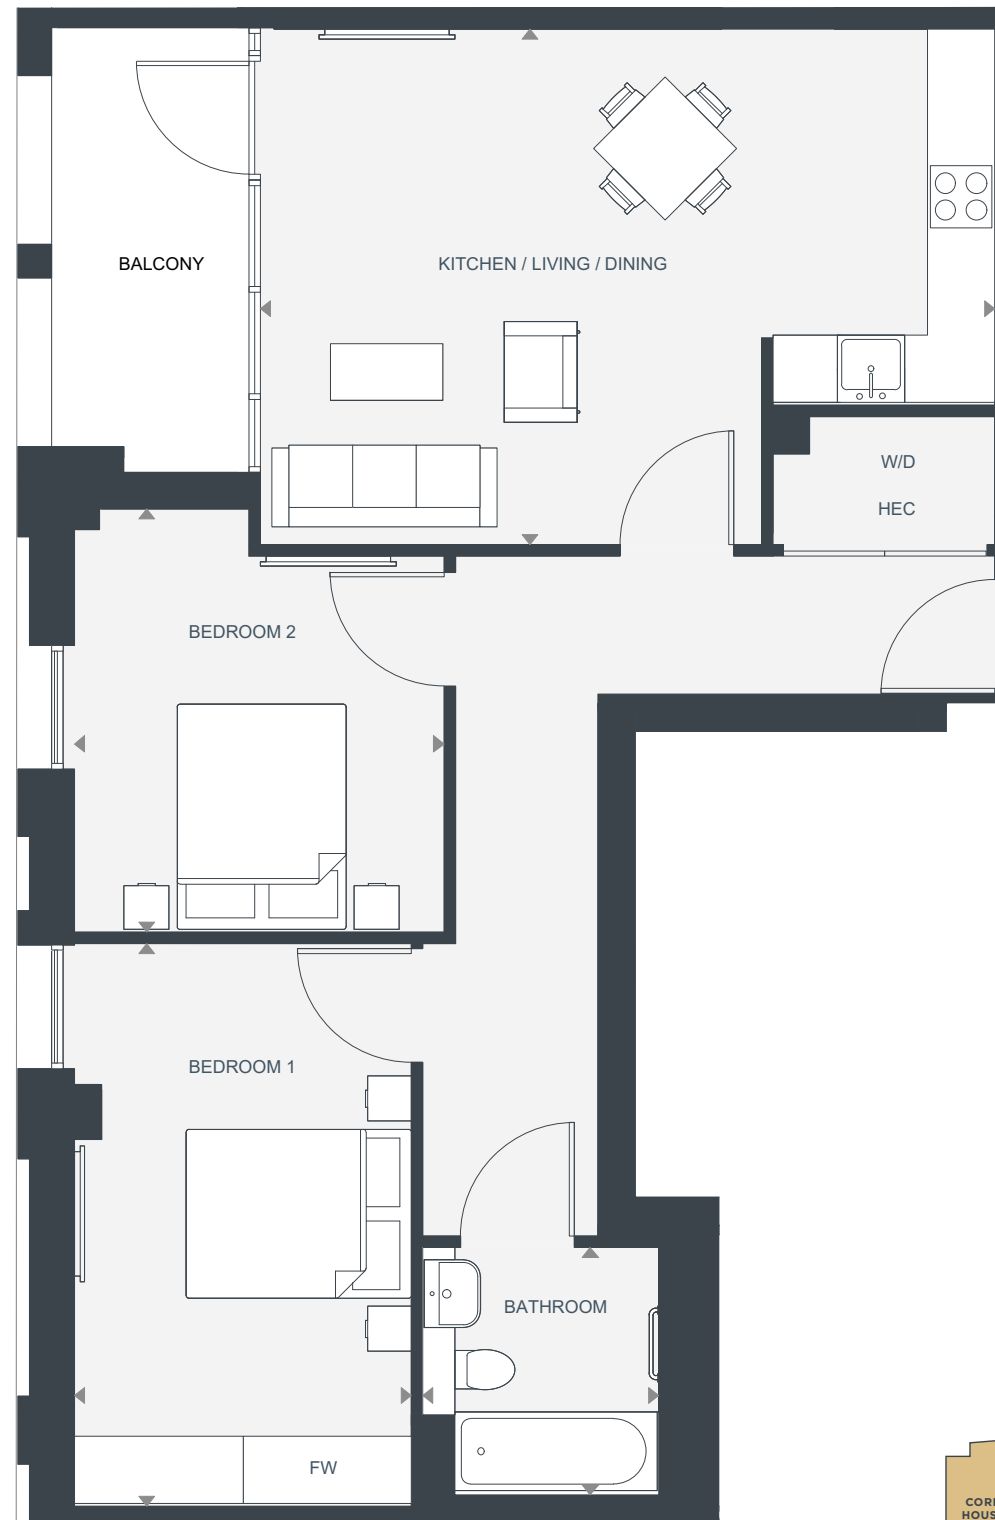 BALCONY
KITCHEN / LIVING / DINING
W/D
HEC
BEDROOM 2
BEDROOM 1
BATHROOM
FW